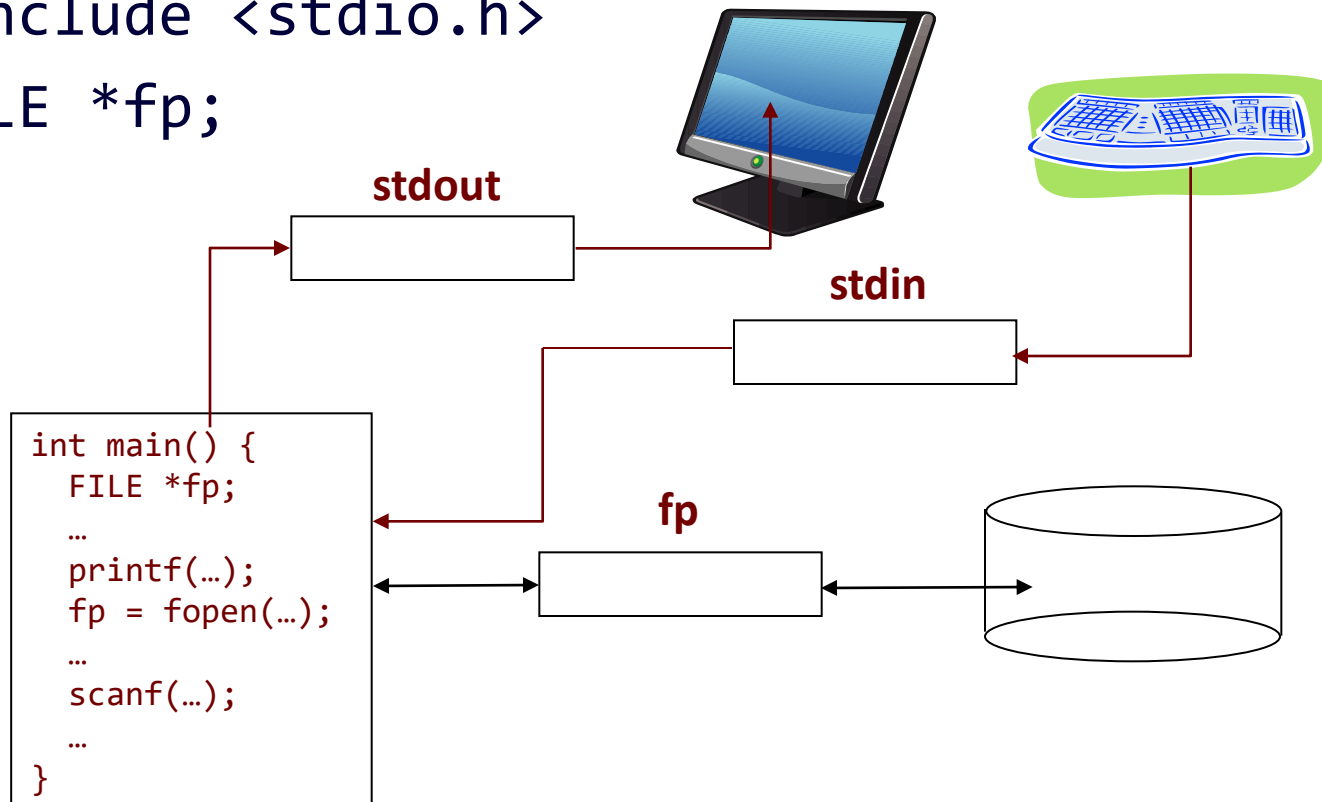 nclude <stdio.h>
LE *fp;
stdout
stdin
fp
int main() {
FILE *fp;
…
printf(…);
fp = fopen(…);
…
scanf(…);
…
}